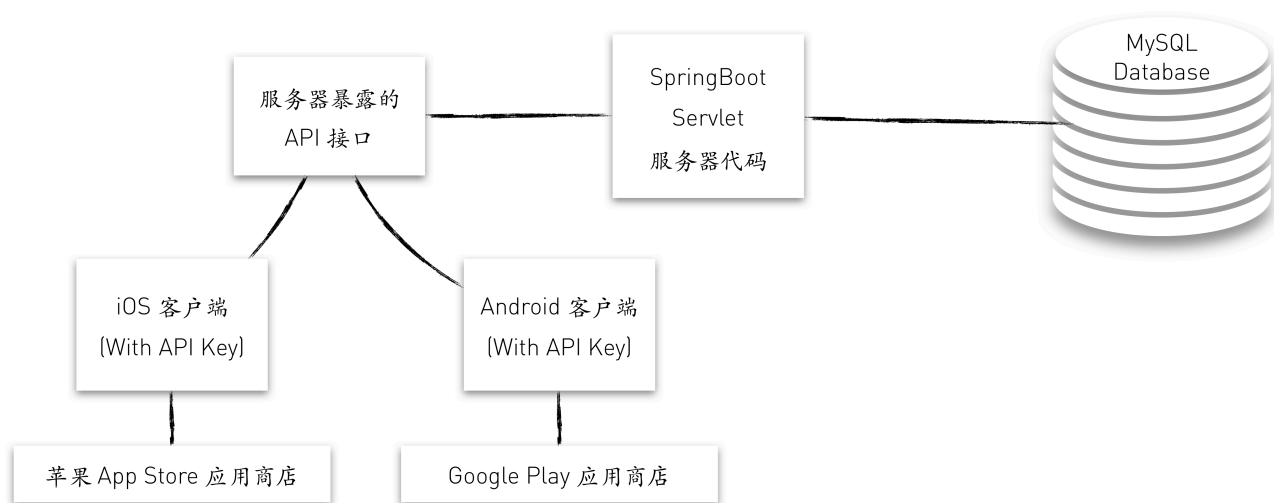 服务器暴露的
API 接口
SpringBoot
Servlet
服务器代码
MySQL
Database
iOS 客户端
(With API Key)
Android 客户端
(With API Key)
苹果 App Store 应用商店
Google Play 应用商店